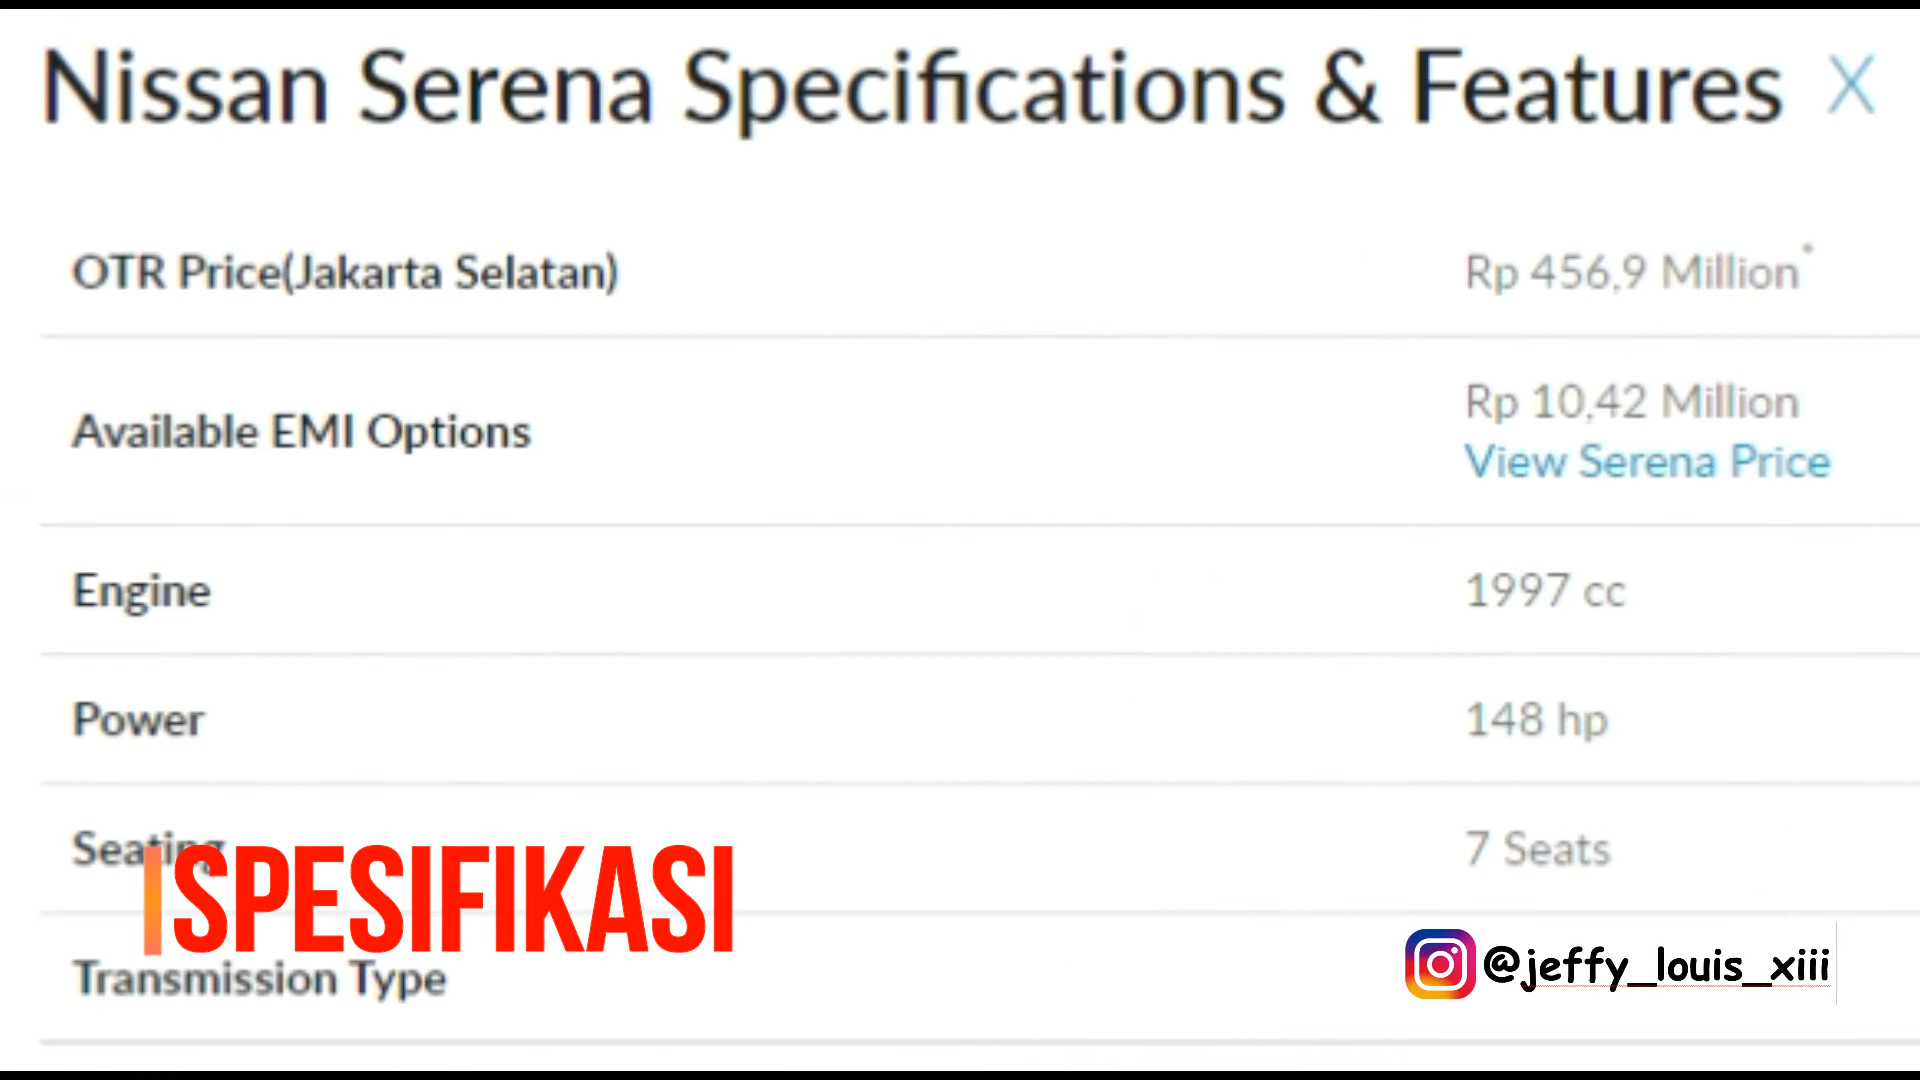 Nissan Serena Specifications & Features X
OTR Price(Jakarta Selatan) Rp 456,9 Million*
Available EMI Options Rp 10,42 Million
View Serena Price
Engine 1997 cc
Power 148 hp
Seating 7 Seats
SPESIFIKASI
Transmission Type
@jeffy_louis_xiii